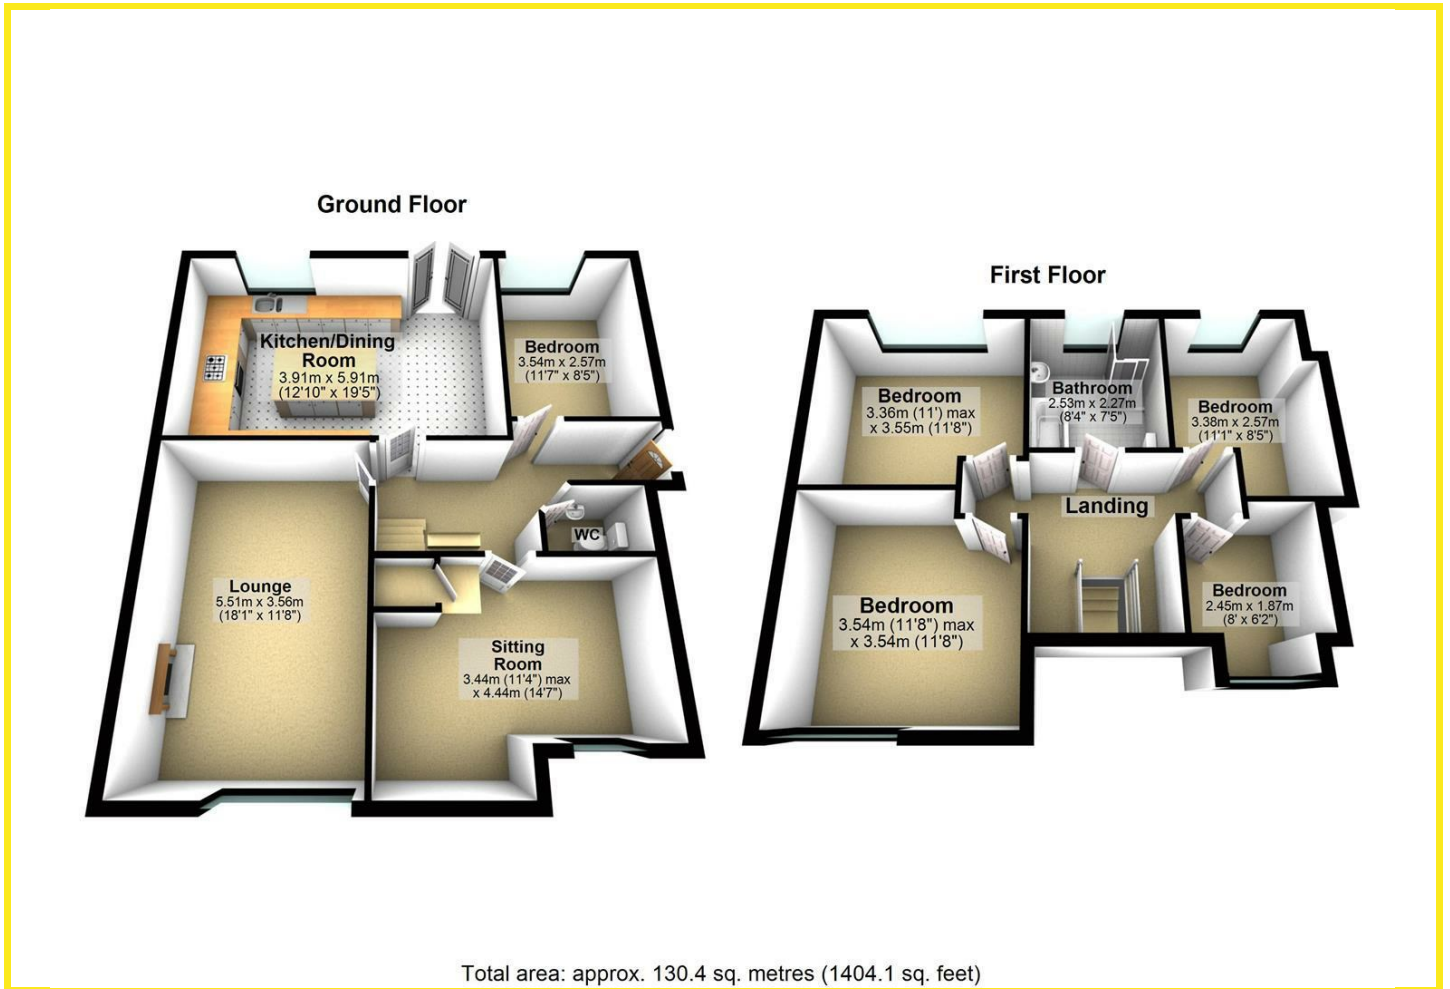 Ground Floor
Kitchen/Dining
Room
3.91m x 5.91m
(12'10" x 19'5")
Bedroom
3.54m x 2.57m
(11'7" x 8'5")
WC
Lounge
5.51m x 3.56m
(18'1" x 11'8")
Sitting
Room
3.44m (11'4") max
x 4.44m (14'7")
First Floor
Bedroom
3.36m (11') max
x 3.55m (11'8")
Bathroom
2.53m x 2.27m
(8'4" x 7'5")
Bedroom
3.38m x 2.57m
(11'1" x 8'5")
Landing
Bedroom
3.54m (11'8") max
x 3.54m (11'8")
Bedroom
2.45m x 1.87m
(8' x 6'2")
Total area: approx. 130.4 sq. metres (1404.1 sq. feet)